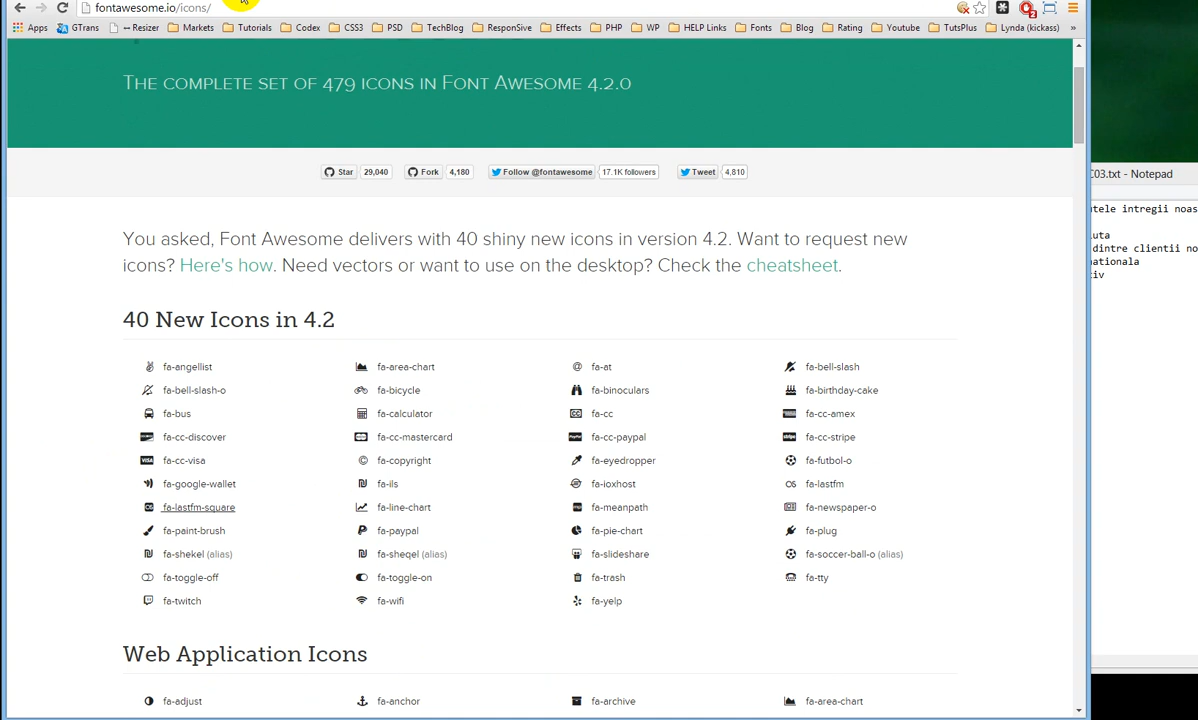 fontawesome.io/icons/
Apps GTrans -- Resizer Markets Tutorials Codex CSS3 PSD TechBlog ResponSive Effects PHP WP HELP Links Fonts Blog Rating Youtube TutsPlus Lynda (kickass) »
The complete set of 479 icons in Font Awesome 4.2.0
Star 29,040 Fork 4,180 Follow @fontawesome 17.1K followers Tweet 4,810
You asked, Font Awesome delivers with 40 shiny new icons in version 4.2. Want to request new
icons? Here's how. Need vectors or want to use on the desktop? Check the cheatsheet.
40 New Icons in 4.2
fa-angellist fa-area-chart fa-at fa-bell-slash
fa-bell-slash-o fa-bicycle fa-binoculars fa-birthday-cake
fa-bus fa-calculator fa-cc fa-cc-amex
fa-cc-discover fa-cc-mastercard fa-cc-paypal fa-cc-stripe
fa-cc-visa fa-copyright fa-eyedropper fa-futbol-o
fa-google-wallet fa-ils fa-ioxhost fa-lastfm
fa-lastfm-square fa-line-chart fa-meanpath fa-newspaper-o
fa-paint-brush fa-paypal fa-pie-chart fa-plug
fa-shekel (alias) fa-sheqel (alias) fa-slideshare fa-soccer-ball-o (alias)
fa-toggle-off fa-toggle-on fa-trash fa-tty
fa-twitch fa-wifi fa-yelp
Web Application Icons
fa-adjust fa-anchor fa-archive fa-area-chart
03.txt - Notepad
utele intregii noas
uta
dintre clientii no
nationala
iv